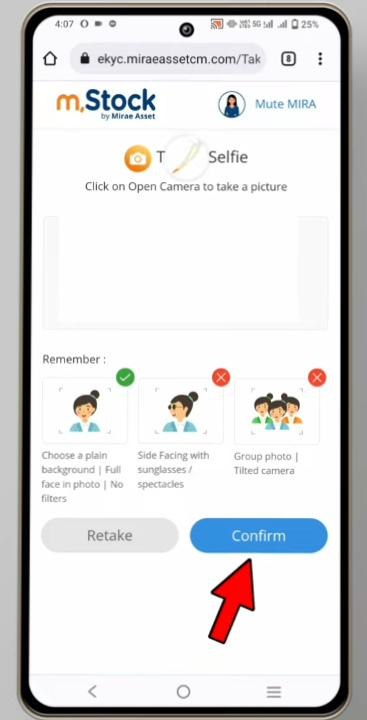 4:07
5G
25%
ekyc.miraeassetcm.com/Tak
8
m.Stock
by Mirae Asset
Mute MIRA
Selfie
Click on Open Camera to take a picture
Remember :
Choose a plain
background | Full
face in photo | No
filters
Side Facing with
sunglasses /
spectacles
Group photo |
Tilted camera
Retake
Confirm